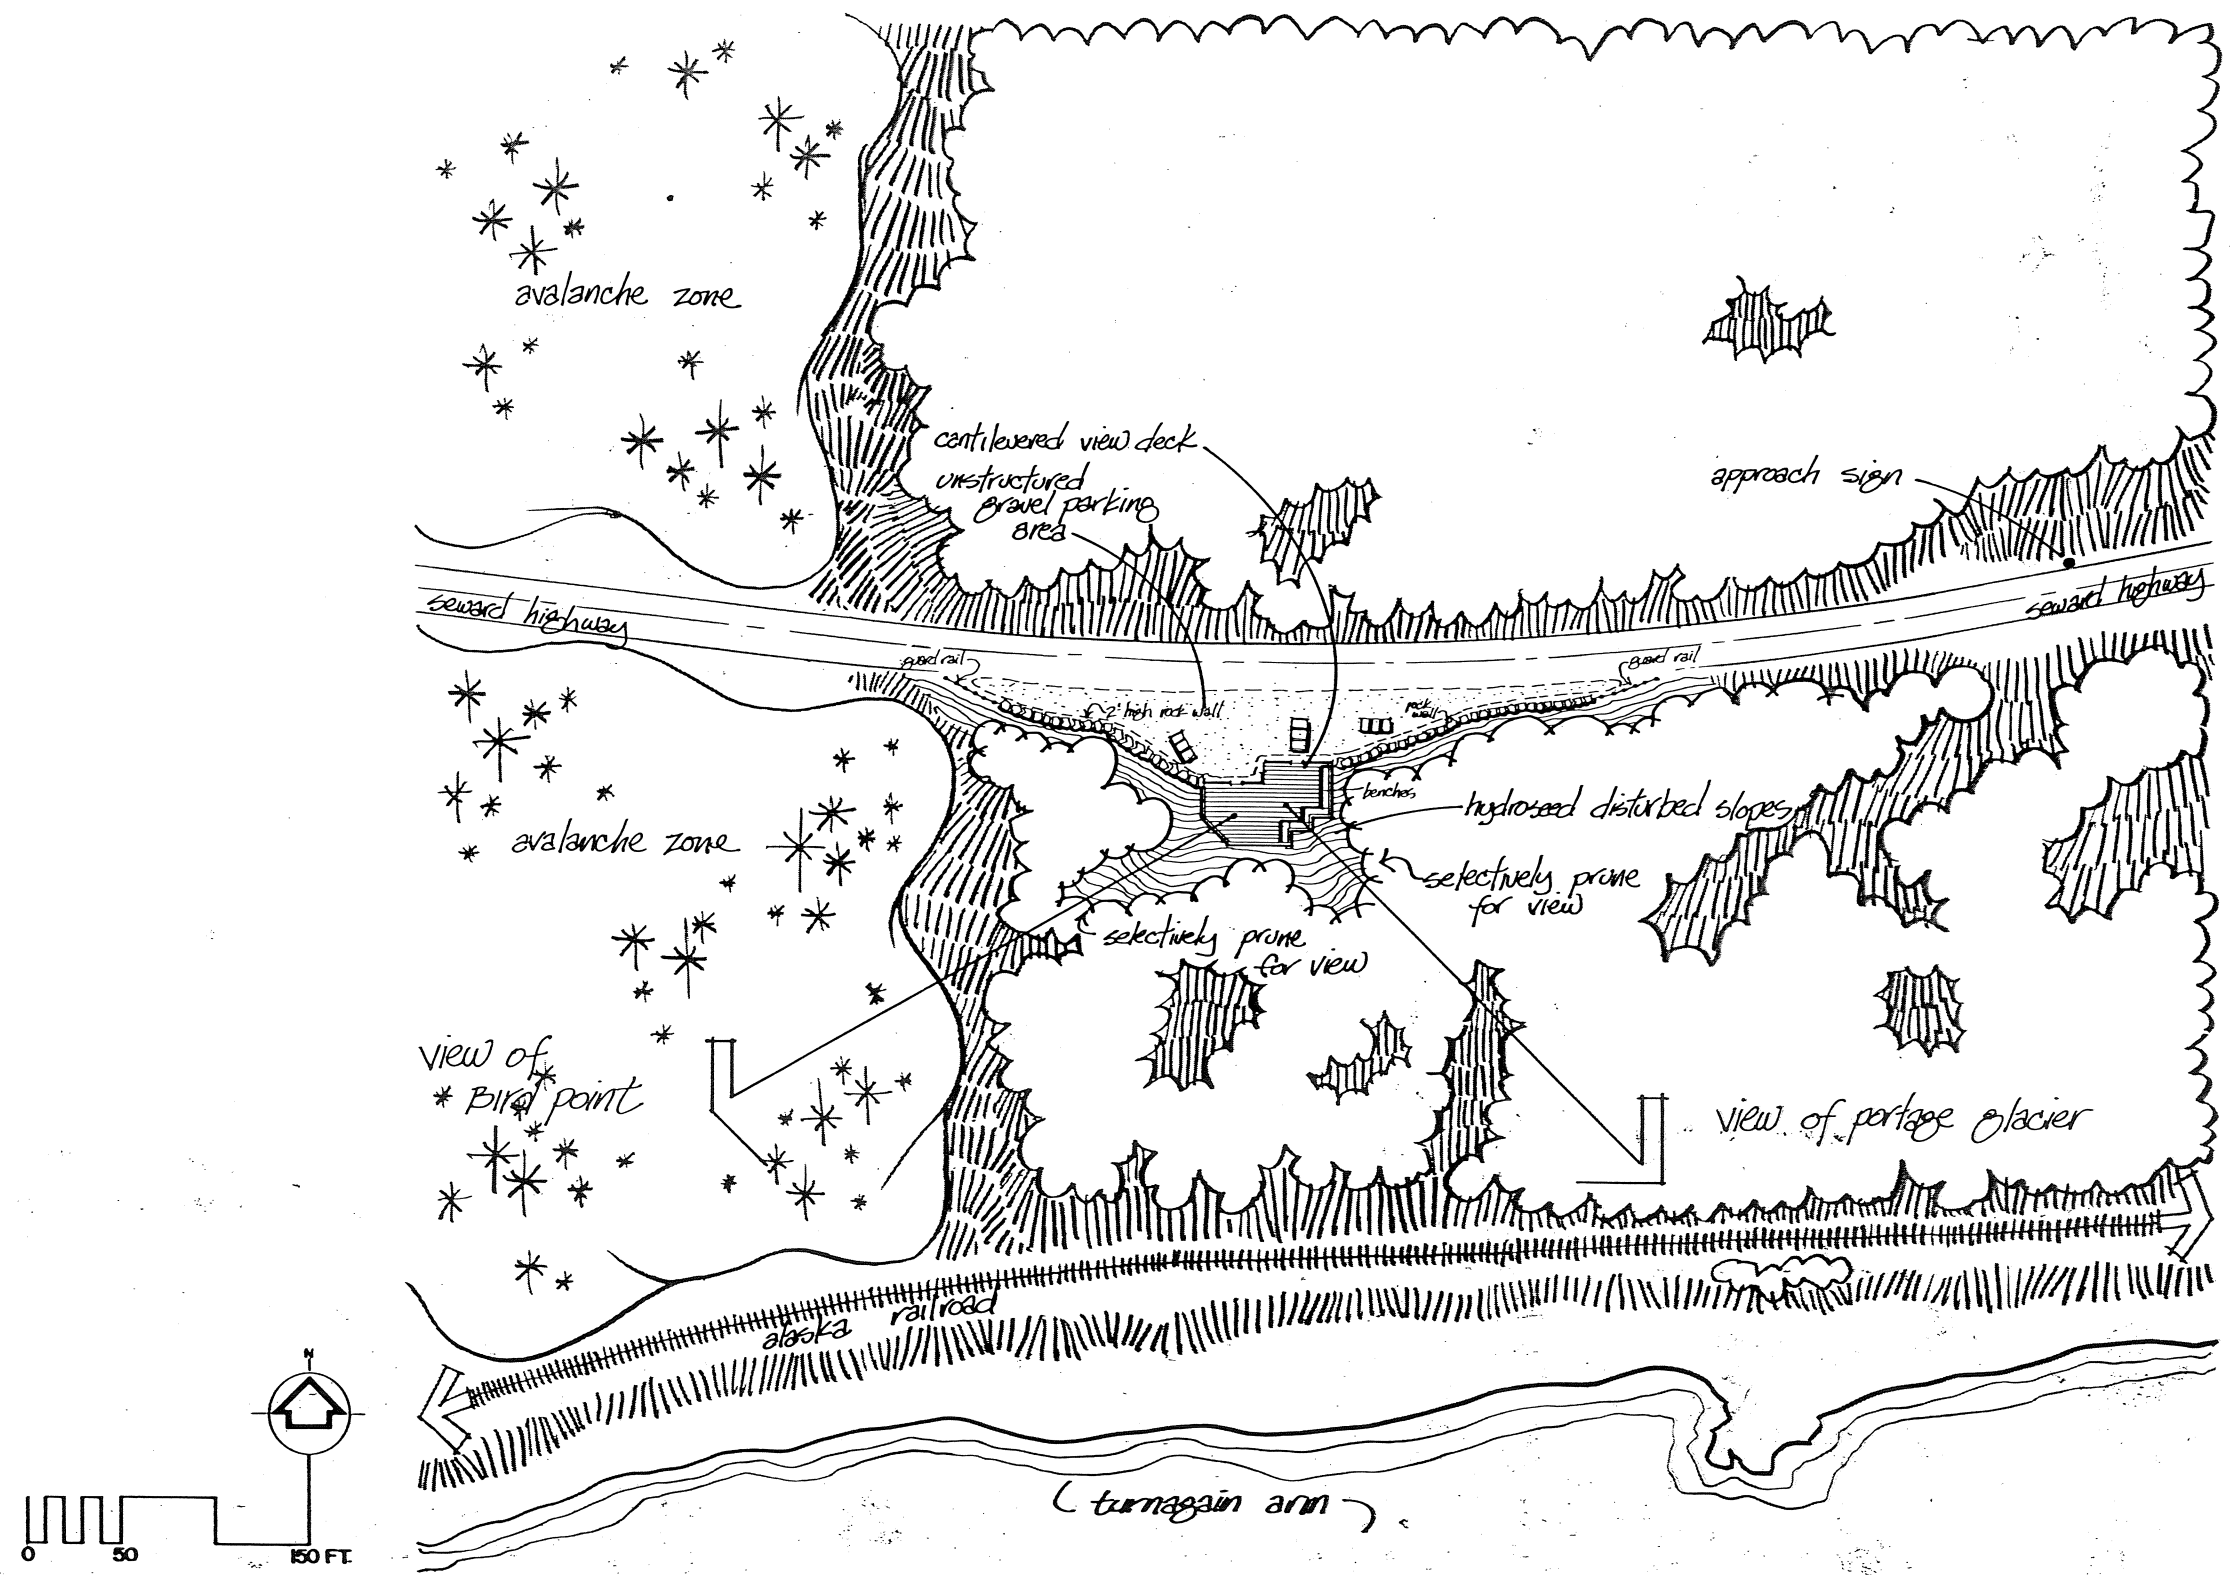 avalanche zone
cantilevered view deck
unstructured
gravel parking
area
approach sign
seward highway
seward highway
guard rail
guard rail
2' high rock wall
rock
wall
benches
hydroseed disturbed slopes
avalanche zone
selectively prune
for view
selectively prune
for view
view of
Bird point
view of portage glacier
alaska railroad
N
turnagain arm
0 50 150 FT.